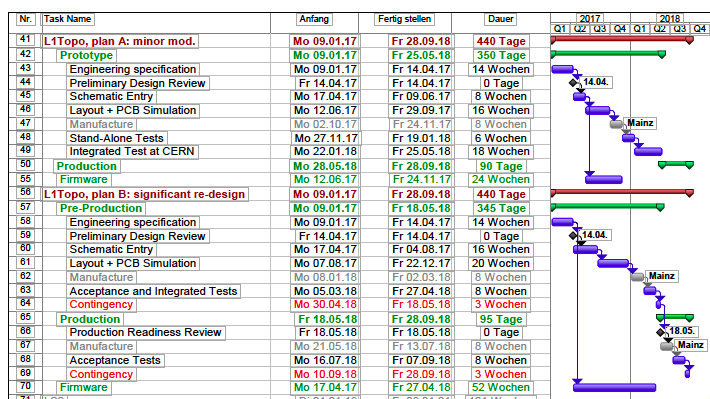 Nr. Task Name Anfang Fertig stellen Dauer 2017 2018
Q1 Q2 Q3 Q4 Q1 Q2 Q3 Q4
41 L1Topo, plan A: minor mod. Mo 09.01.17 Fr 28.09.18 440 Tage
42 Prototype Mo 09.01.17 Fr 25.05.18 350 Tage
43 Engineering specification Mo 09.01.17 Fr 14.04.17 14 Wochen
44 Preliminary Design Review Fr 14.04.17 Fr 14.04.17 0 Tage 14.04.
45 Schematic Entry Mo 17.04.17 Fr 09.06.17 8 Wochen
46 Layout + PCB Simulation Mo 12.06.17 Fr 29.09.17 16 Wochen
47 Manufacture Mo 02.10.17 Fr 24.11.17 8 Wochen Mainz
48 Stand-Alone Tests Mo 27.11.17 Fr 19.01.18 6 Wochen
49 Integrated Test at CERN Mo 22.01.18 Fr 25.05.18 18 Wochen
50 Production Mo 28.05.18 Fr 28.09.18 90 Tage
55 Firmware Mo 12.06.17 Fr 24.11.17 24 Wochen
56 L1Topo, plan B: significant re-design Mo 09.01.17 Fr 28.09.18 440 Tage
57 Pre-Production Mo 09.01.17 Fr 18.05.18 345 Tage
58 Engineering specification Mo 09.01.17 Fr 14.04.17 14 Wochen
59 Preliminary Design Review Fr 14.04.17 Fr 14.04.17 0 Tage 14.04.
60 Schematic Entry Mo 17.04.17 Fr 04.08.17 16 Wochen
61 Layout + PCB Simulation Mo 07.08.17 Fr 22.12.17 20 Wochen
62 Manufacture Mo 08.01.18 Fr 02.03.18 8 Wochen Mainz
63 Acceptance and Integrated Tests Mo 05.03.18 Fr 27.04.18 8 Wochen
64 Contingency Mo 30.04.18 Fr 18.05.18 3 Wochen
65 Production Fr 18.05.18 Fr 28.09.18 95 Tage
66 Production Readiness Review Fr 18.05.18 Fr 18.05.18 0 Tage 18.05.
67 Manufacture Mo 21.05.18 Fr 13.07.18 8 Wochen Mainz
68 Acceptance Tests Mo 16.07.18 Fr 07.09.18 8 Wochen
69 Contingency Mo 10.09.18 Fr 28.09.18 3 Wochen
70 Firmware Mo 17.04.17 Fr 27.04.18 52 Wochen